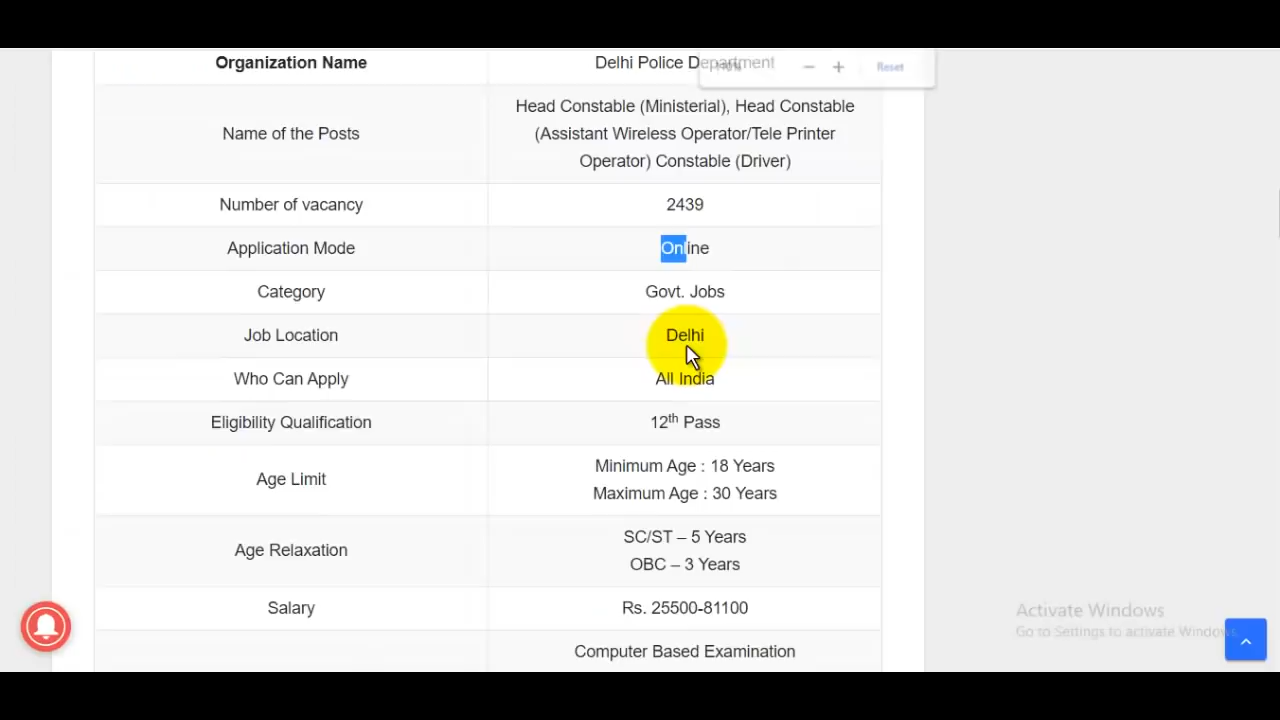 Organization Name
Delhi Police Department
Reset
Name of the Posts
Head Constable (Ministerial), Head Constable
(Assistant Wireless Operator/Tele Printer
Operator) Constable (Driver)
Number of vacancy
2439
Application Mode
Online
Category
Govt. Jobs
Job Location
Delhi
Who Can Apply
All India
Eligibility Qualification
12th Pass
Age Limit
Minimum Age : 18 Years
Maximum Age : 30 Years
Age Relaxation
SC/ST – 5 Years
OBC – 3 Years
Salary
Rs. 25500-81100
Computer Based Examination
Activate Windows
Go to Settings to activate Windows.